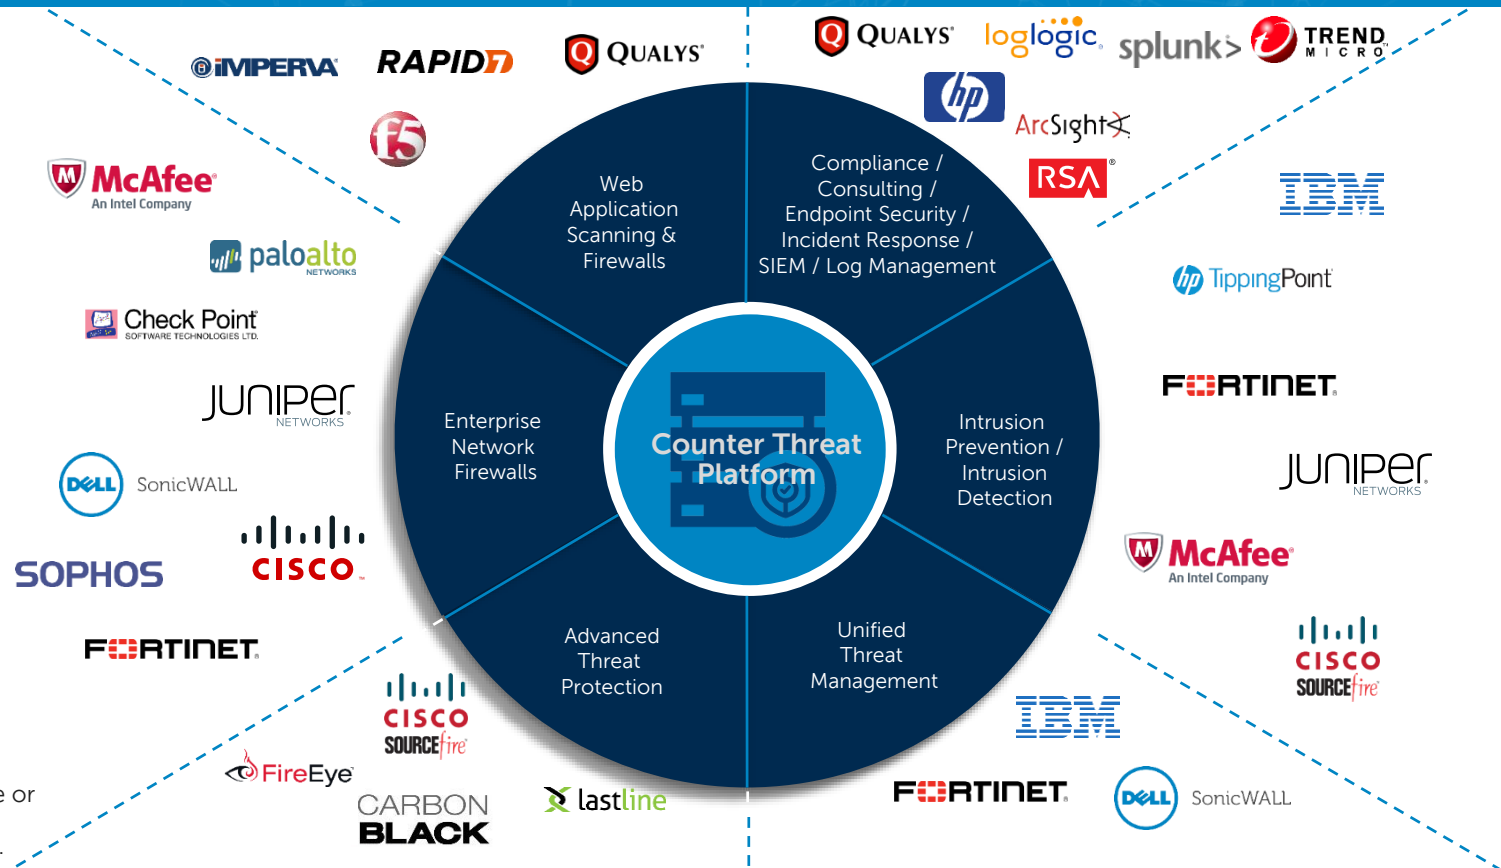 iMPERVA
RAPID7
QUALYS®
f5
Web
Application
Scanning &
Firewalls
QUALYS®
loglogic
splunk>
TREND
MICRO™
hp
ArcSight
RSA®
Compliance /
Consulting /
Endpoint Security /
Incident Response /
SIEM / Log Management
McAfee®
An Intel Company
paloalto
NETWORKS
Check Point
SOFTWARE TECHNOLOGIES LTD.
JUNIPER
NETWORKS
DELL SonicWALL
CISCO™
SOPHOS
FORTINET®
Enterprise
Network
Firewalls
Counter Threat
Platform
IBM
hp TippingPoint
FORTINET®
JUNIPER
NETWORKS
McAfee®
An Intel Company
CISCO
SOURCEfire
Intrusion
Prevention /
Intrusion
Detection
Advanced
Threat
Protection
CISCO
SOURCEfire
FireEye
CARBON
BLACK
lastline
Unified
Threat
Management
IBM
FORTINET®
DELL SonicWALL
e or
.